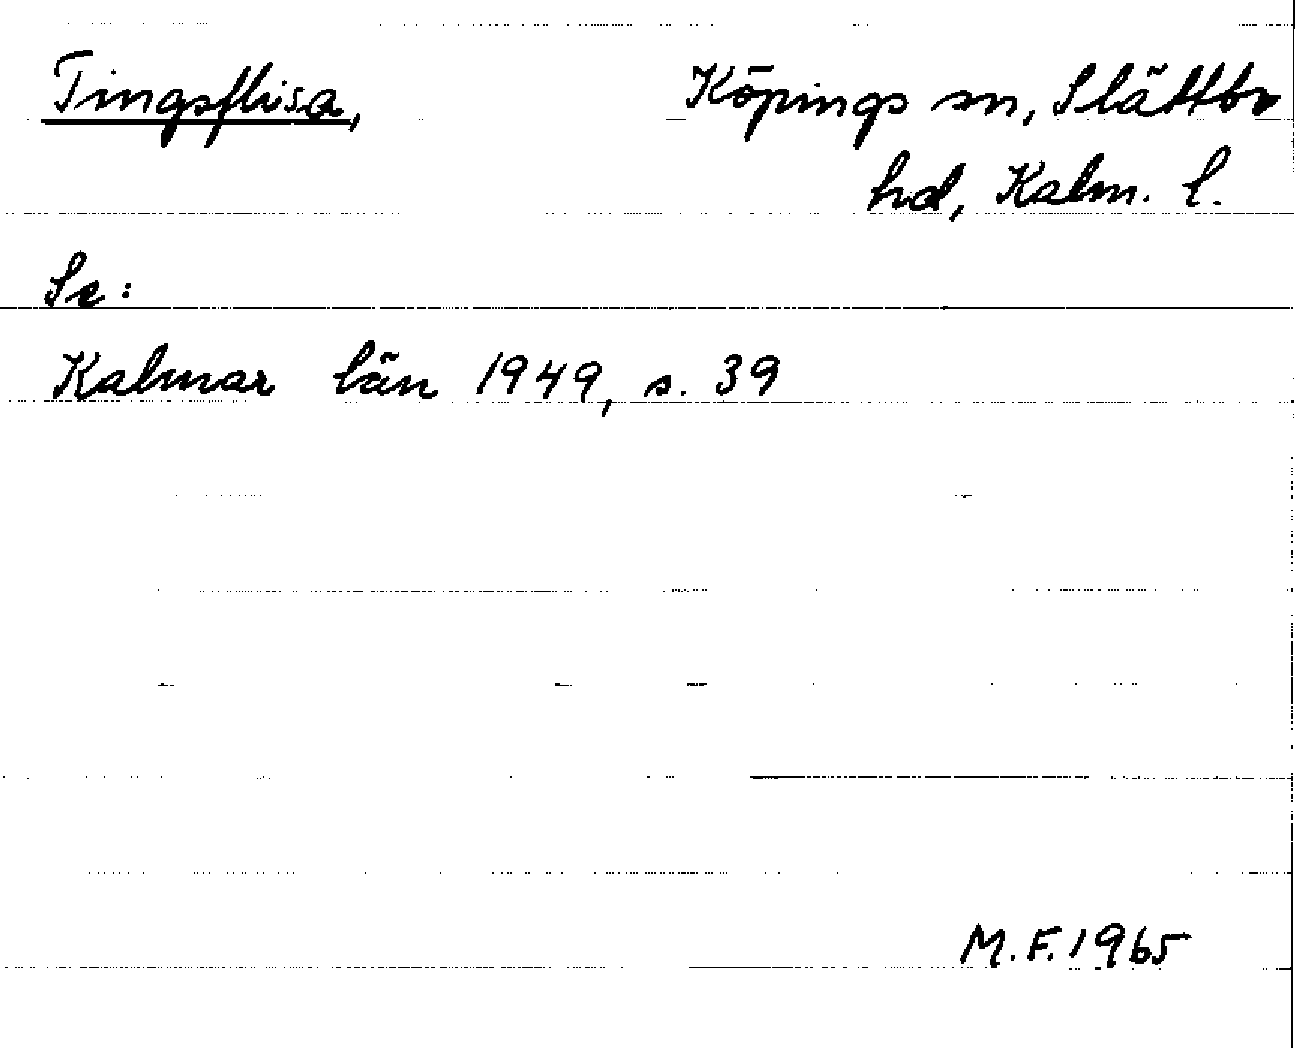 Tingsflisa, Köpings sn, Slättbo
hd, Kalm. l.
Se:
Kalmar län 1949, s. 39
M.F. 1965